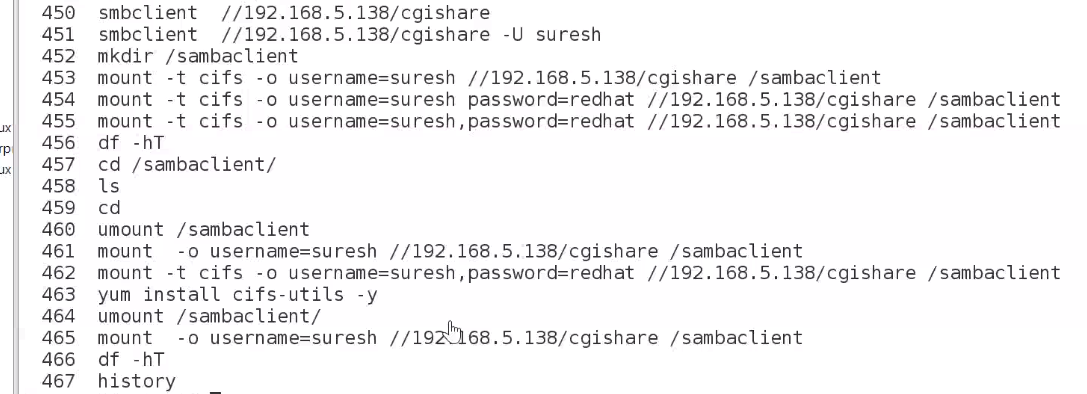 450 smbclient //192.168.5.138/cgishare
451 smbclient //192.168.5.138/cgishare -U suresh
452 mkdir /sambaclient
453 mount -t cifs -o username=suresh //192.168.5.138/cgishare /sambaclient
454 mount -t cifs -o username=suresh password=redhat //192.168.5.138/cgishare /sambaclient
455 mount -t cifs -o username=suresh,password=redhat //192.168.5.138/cgishare /sambaclient
456 df -hT
457 cd /sambaclient/
458 ls
459 cd
460 umount /sambaclient
461 mount -o username=suresh //192.168.5.138/cgishare /sambaclient
462 mount -t cifs -o username=suresh,password=redhat //192.168.5.138/cgishare /sambaclient
463 yum install cifs-utils -y
464 umount /sambaclient/
465 mount -o username=suresh //192.168.5.138/cgishare /sambaclient
466 df -hT
467 history